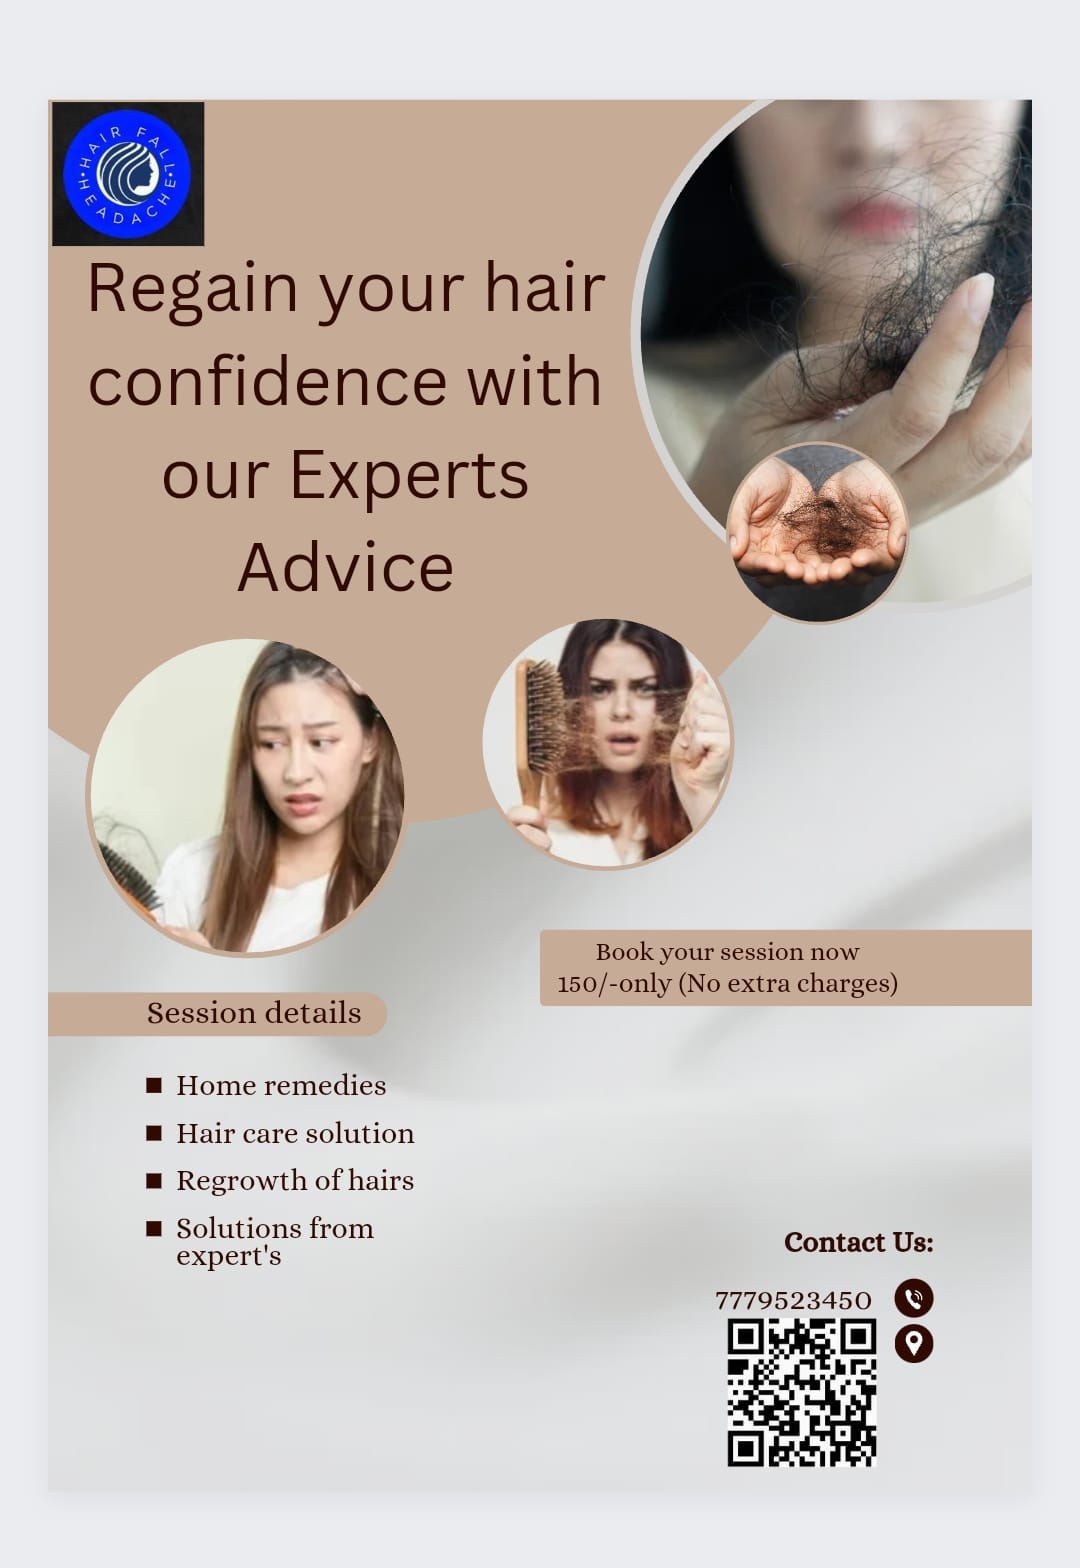 HAIR FALL
HEADACHE
Regain your hair
confidence with
our Experts
Advice
Book your session now
150/-only (No extra charges)
Session details
Home remedies
Hair care solution
Regrowth of hairs
Solutions from
expert's
Contact Us:
7779523450